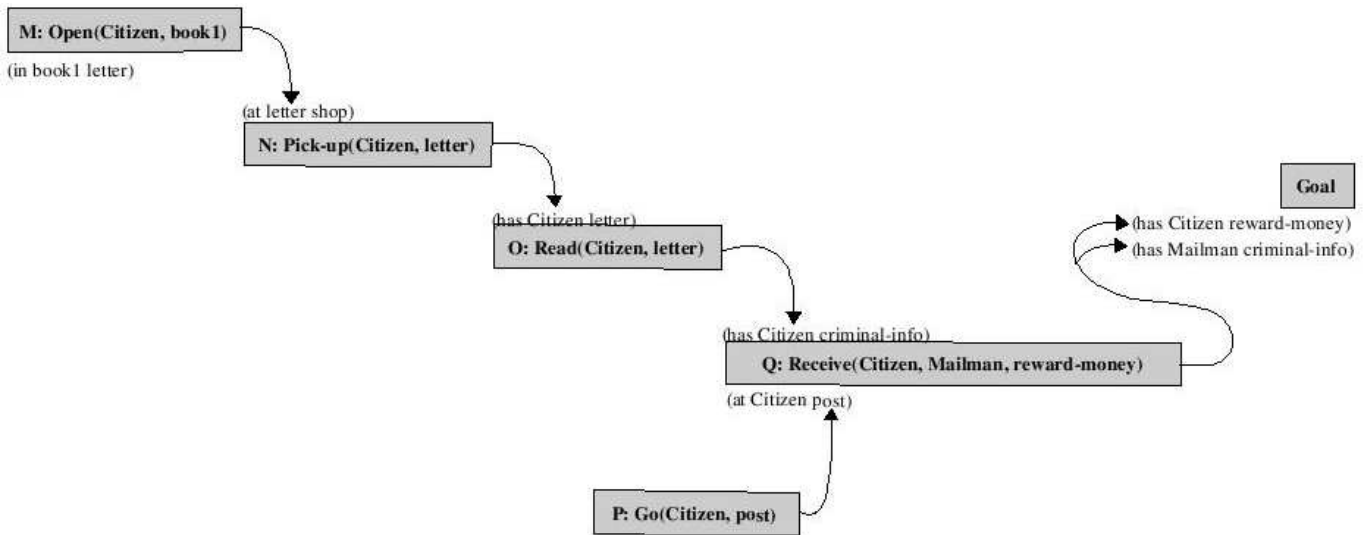 M: Open(Citizen, book1)
(in book1 letter)
(at letter shop)
N: Pick-up(Citizen, letter)
(has Citizen letter)
O: Read(Citizen, letter)
Goal
(has Citizen reward-money)
(has Mailman criminal-info)
(has Citizen criminal-info)
Q: Receive(Citizen, Mailman, reward-money)
(at Citizen post)
P: Go(Citizen, post)